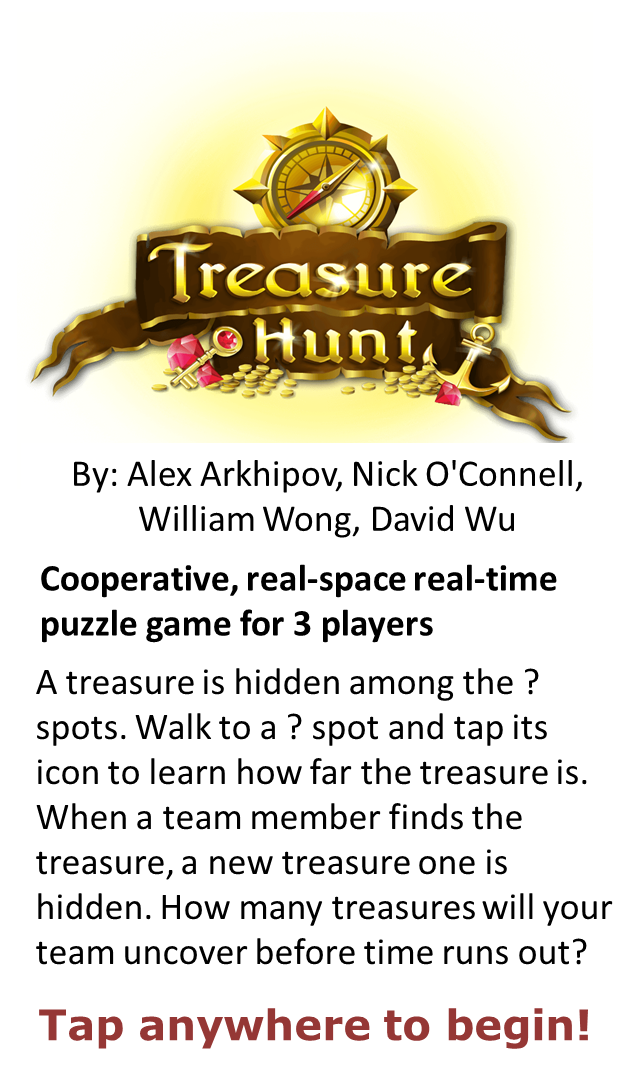 Treasure
Hunt
By: Alex Arkhipov, Nick O'Connell,
William Wong, David Wu
Cooperative, real-space real-time
puzzle game for 3 players
A treasure is hidden among the ?
spots. Walk to a ? spot and tap its
icon to learn how far the treasure is.
When a team member finds the
treasure, a new treasure one is
hidden. How many treasures will your
team uncover before time runs out?
Tap anywhere to begin!